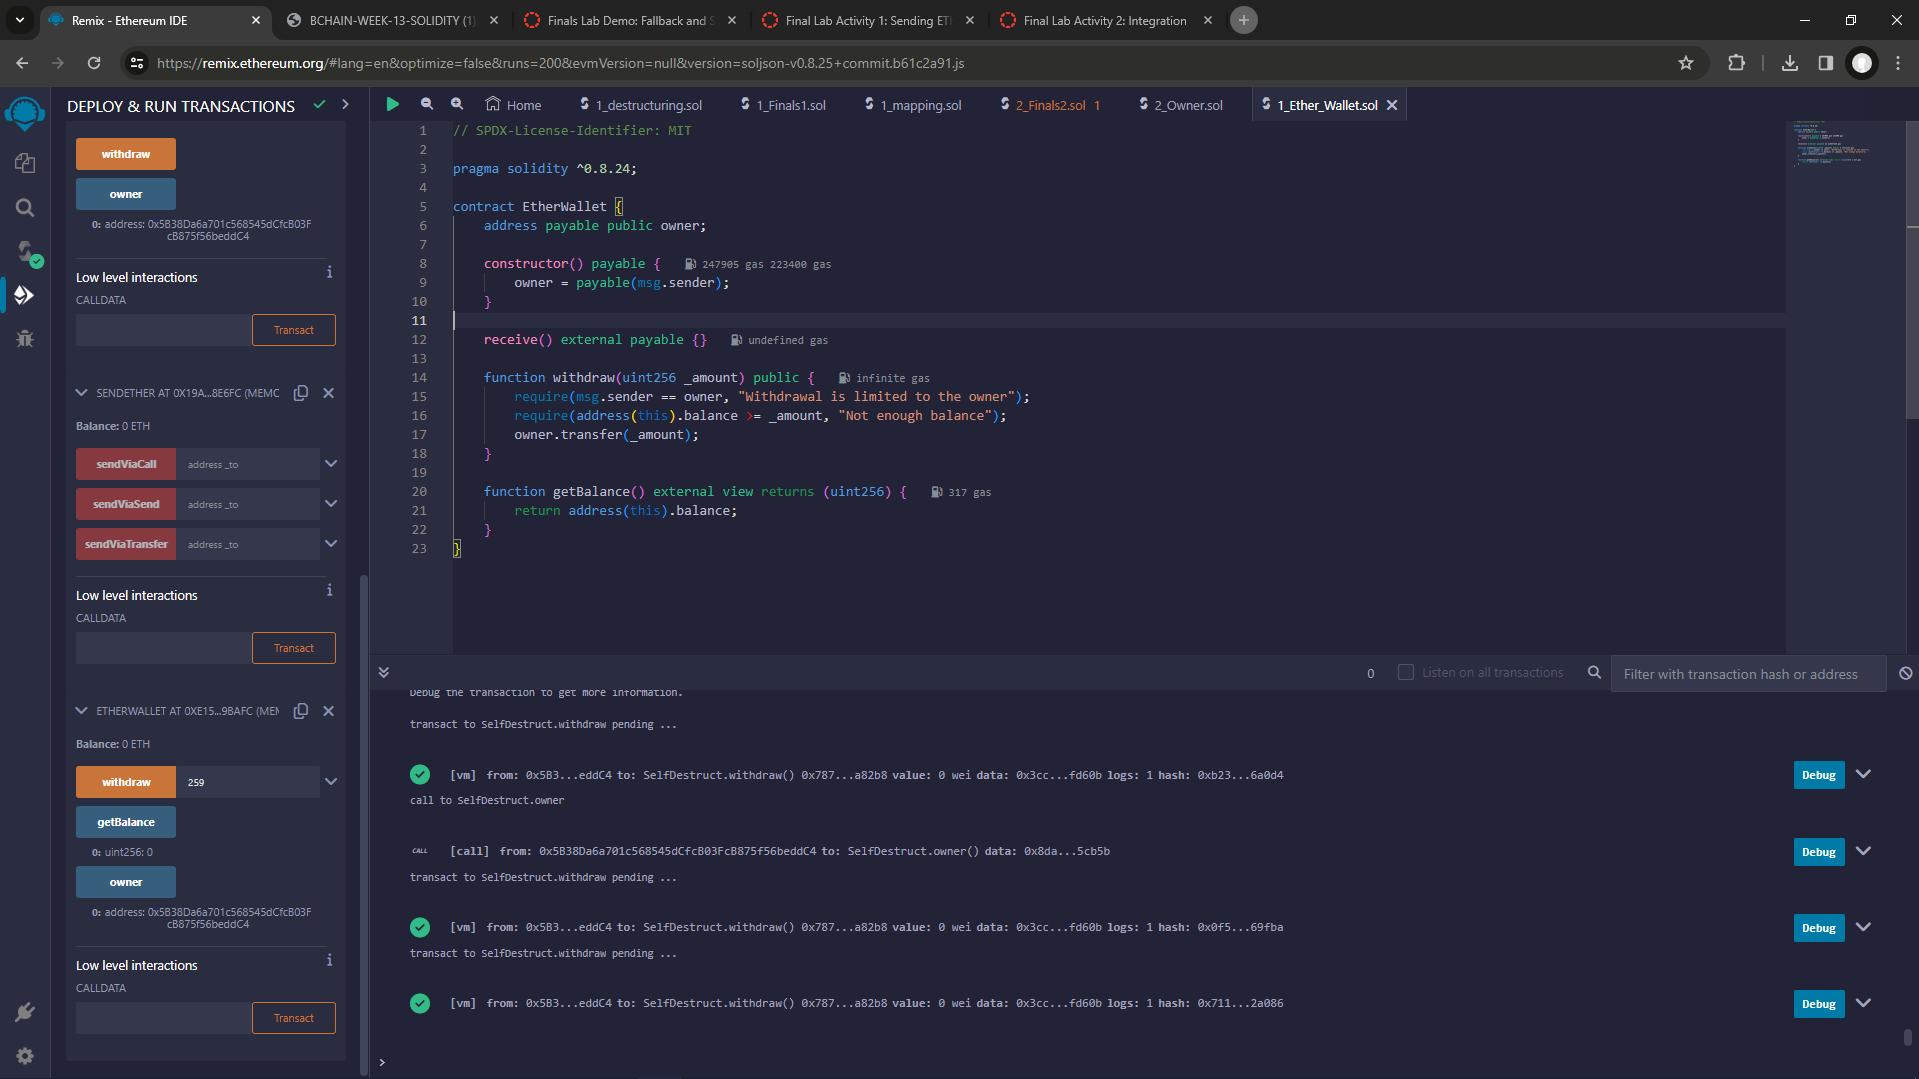 Remix - Ethereum IDE
BCHAIN-WEEK-13-SOLIDITY (1)
Finals Lab Demo: Fallback and S
Final Lab Activity 1: Sending ETH
Final Lab Activity 2: Integration
https://remix.ethereum.org/#lang=en&optimize=false&runs=200&evmVersion=null&version=soljson-v0.8.25+commit.b61c2a91.js
DEPLOY & RUN TRANSACTIONS
Home
1_destructuring.sol
1_Finals1.sol
1_mapping.sol
2_Finals2.sol 1
2_Owner.sol
1_Ether_Wallet.sol
withdraw
owner
0: address: 0x5B38Da6a701c568545dCfcB03F
cB875f56beddC4
Low level interactions
CALLDATA
Transact
SENDETHER AT 0X19A...8E6FC (MEMO
Balance: 0 ETH
sendViaCall address _to
sendViaSend address _to
sendViaTransfer address _to
Low level interactions
CALLDATA
Transact
ETHERWALLET AT 0XE15...9BAFC (MEM
Balance: 0 ETH
withdraw 259
getBalance
0: uint256: 0
owner
0: address: 0x5B38Da6a701c568545dCfcB03F
cB875f56beddC4
Low level interactions
CALLDATA
Transact
1 // SPDX-License-Identifier: MIT
2
3 pragma solidity ^0.8.24;
4
5 contract EtherWallet {
6 address payable public owner;
7
8 constructor() payable { 247905 gas 223400 gas
9 owner = payable(msg.sender);
10 }
11
12 receive() external payable {} undefined gas
13
14 function withdraw(uint256 _amount) public { infinite gas
15 require(msg.sender == owner, "Withdrawal is limited to the owner");
16 require(address(this).balance >= _amount, "Not enough balance");
17 owner.transfer(_amount);
18 }
19
20 function getBalance() external view returns (uint256) { 317 gas
21 return address(this).balance;
22 }
23 }
0 Listen on all transactions Filter with transaction hash or address
Debug the transaction to get more information.
transact to SelfDestruct.withdraw pending ...
[vm] from: 0x5B3...eddC4 to: SelfDestruct.withdraw() 0x787...a82b8 value: 0 wei data: 0x3cc...fd60b logs: 1 hash: 0xb23...6a0d4 Debug
call to SelfDestruct.owner
CALL [call] from: 0x5B38Da6a701c568545dCfcB03FcB875f56beddC4 to: SelfDestruct.owner() data: 0x8da...5cb5b Debug
transact to SelfDestruct.withdraw pending ...
[vm] from: 0x5B3...eddC4 to: SelfDestruct.withdraw() 0x787...a82b8 value: 0 wei data: 0x3cc...fd60b logs: 1 hash: 0x0f5...69fba Debug
transact to SelfDestruct.withdraw pending ...
[vm] from: 0x5B3...eddC4 to: SelfDestruct.withdraw() 0x787...a82b8 value: 0 wei data: 0x3cc...fd60b logs: 1 hash: 0x711...2a086 Debug
>